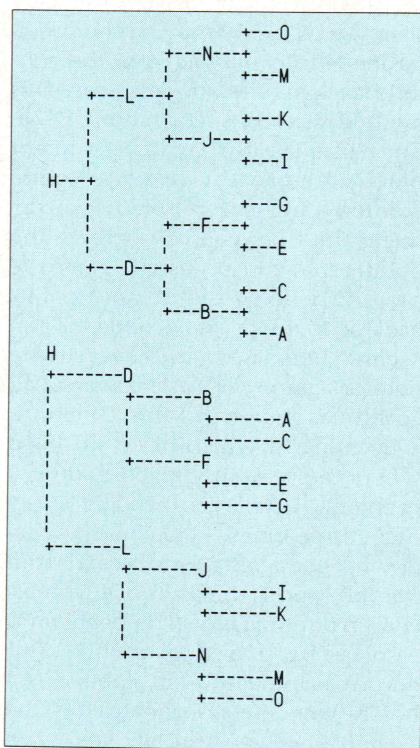 +---O
+---N---+
+---M
+---L---+
+---K
+---J---+
+---I
H---+
+---G
+---F---+
+---E
+---D---+
+---C
+---B---+
+---A
H
+-------D
+-------B
+-------A
+-------C
+-------F
+-------E
+-------G
+-------L
+-------J
+-------I
+-------K
+-------N
+-------M
+-------O